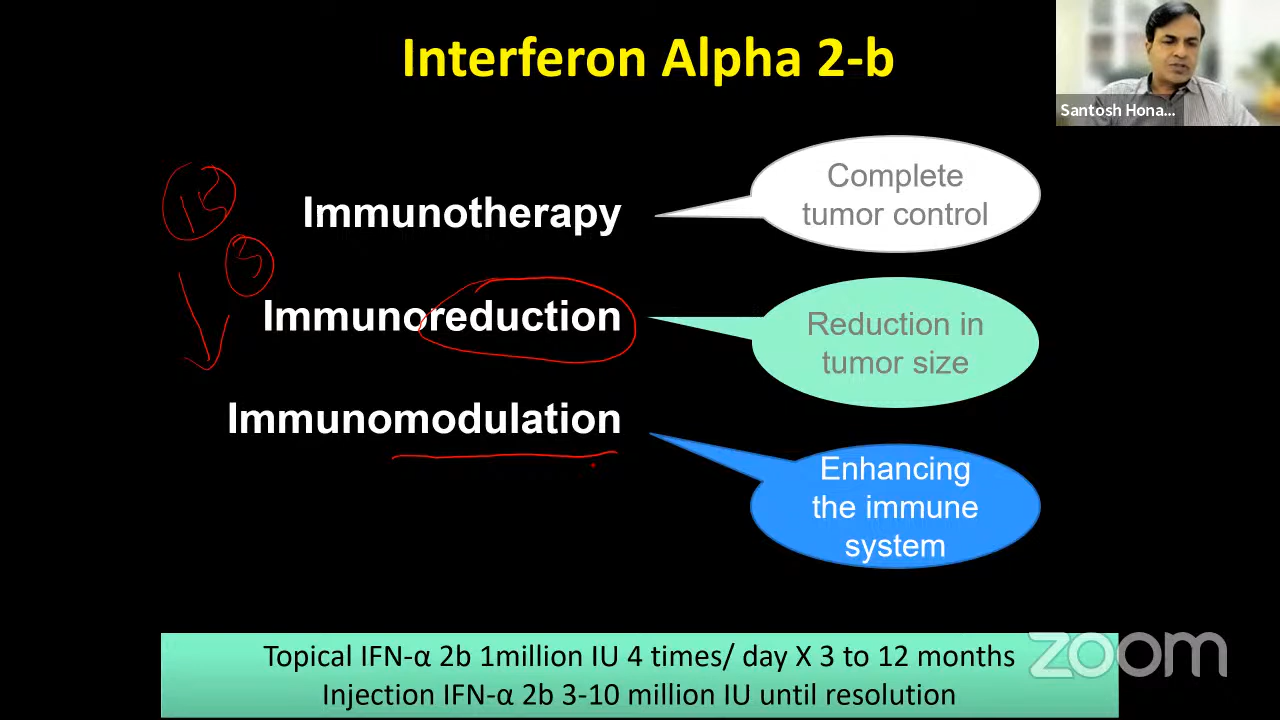 Interferon Alpha 2-b
Santosh Hona...
Immunotherapy
Complete
tumor control
15
5
Immunoreduction
Reduction in
tumor size
Immunomodulation
Enhancing
the immune
system
Topical IFN-α 2b 1million IU 4 times/ day X 3 to 12 months
Injection IFN-α 2b 3-10 million IU until resolution
zoom